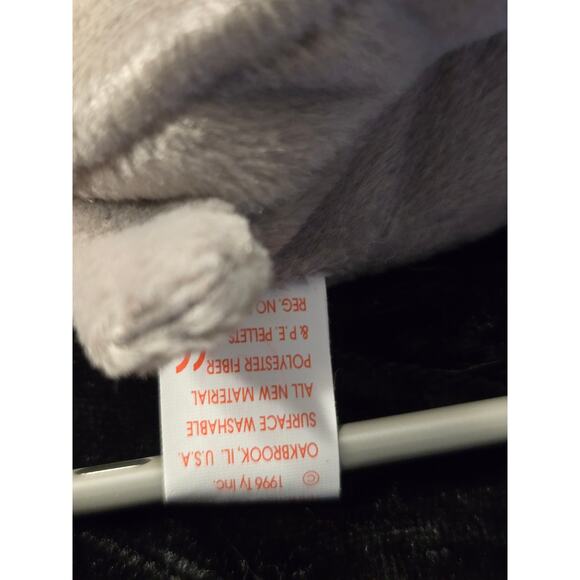 © 1996 Ty Inc.
OAKBROOK, IL. U.S.A.
SURFACE WASHABLE
ALL NEW MATERIAL
POLYESTER FIBER
& P.E. PELLETS
REG. NO